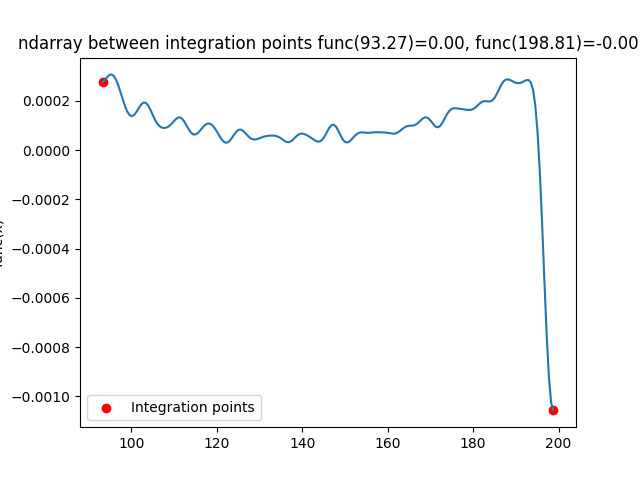 ndarray between integration points func(93.27)=0.00, func(198.81)=-0.00
0.0002
0.0000
−0.0002
−0.0004
−0.0006
−0.0008
−0.0010
func(x)
Integration points
100 120 140 160 180 200